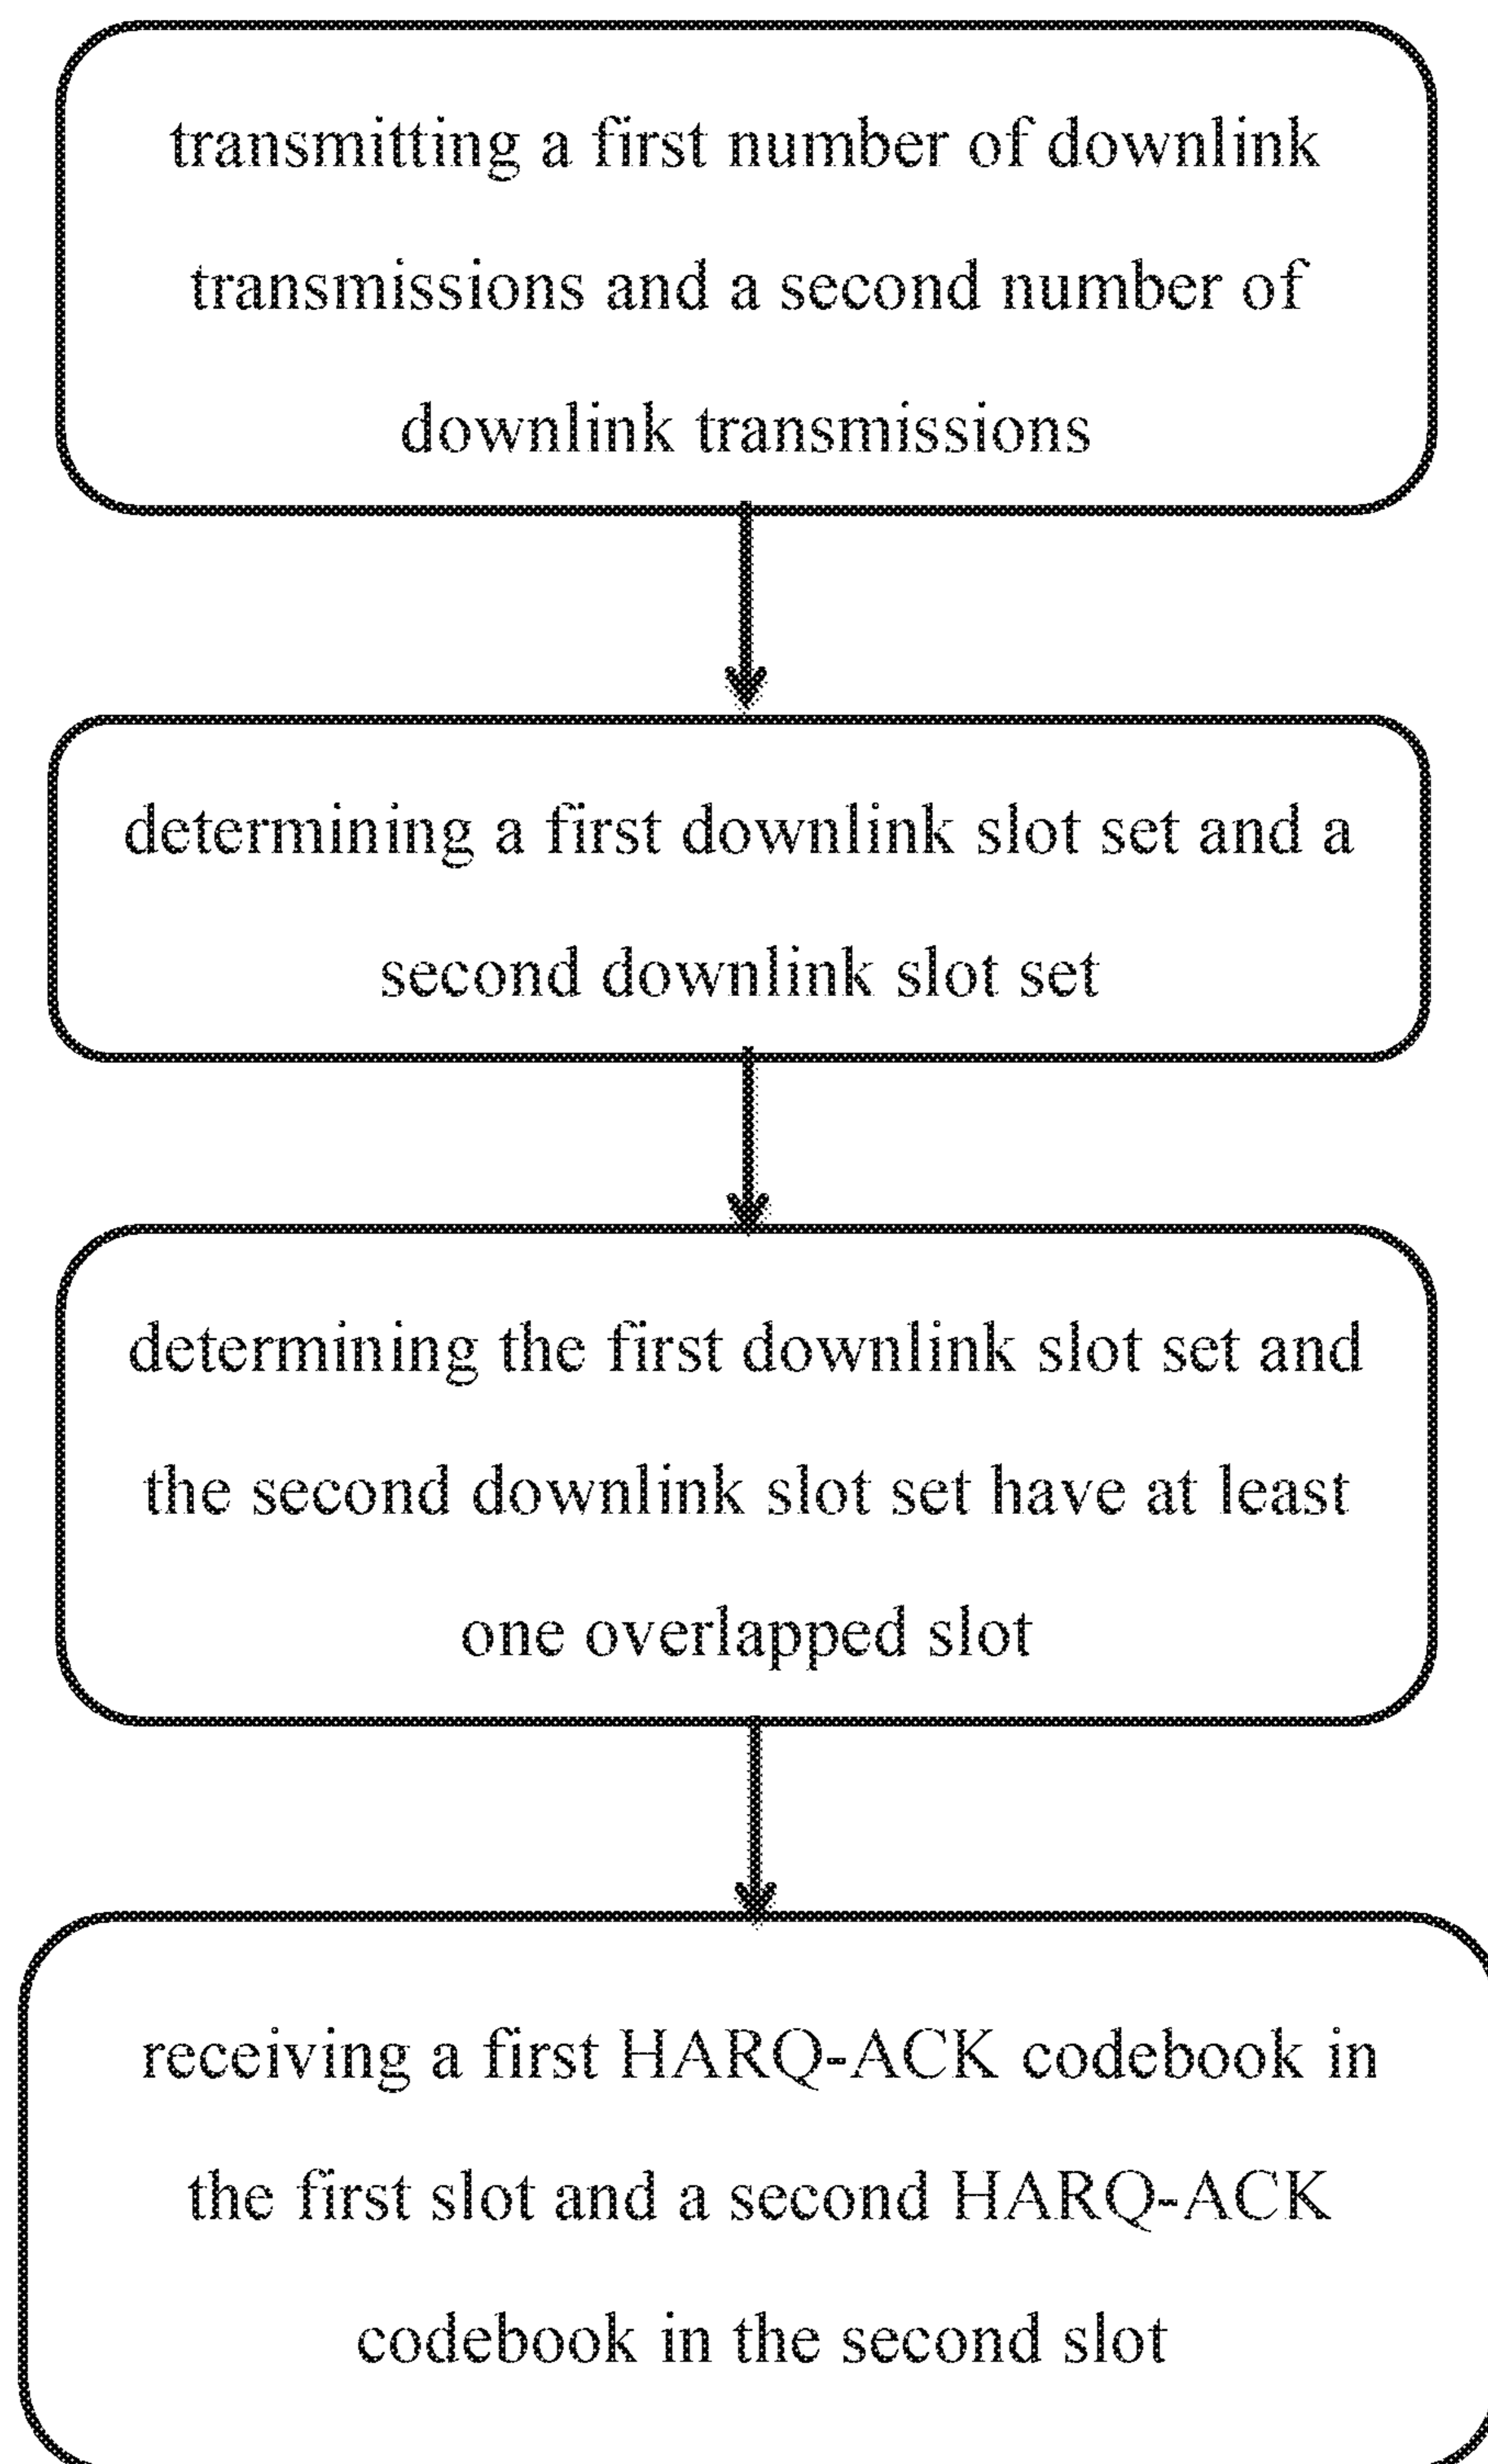 transmitting a first number of downlink
transmissions and a second number of
downlink transmissions
determining a first downlink slot set and a
second downlink slot set
determining the first downlink slot set and
the second downlink slot set have at least
one overlapped slot
receiving a first HARQ-ACK codebook in
the first slot and a second HARQ-ACK
codebook in the second slot